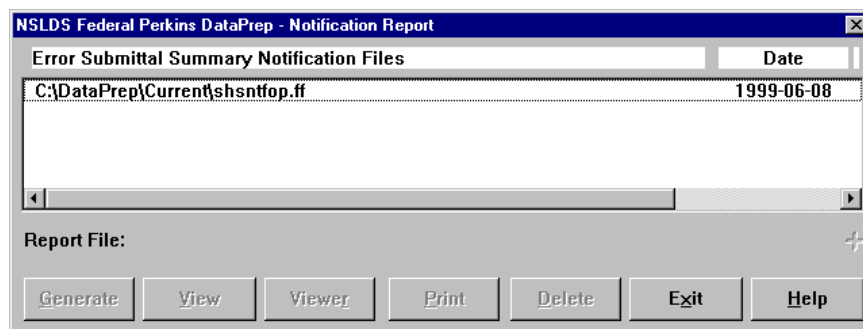 NSLDS Federal Perkins DataPrep - Notification Report
Error Submittal Summary Notification Files Date
C:\DataPrep\Current\shsntfop.ff 1999-06-08
Report File:
Generate View Viewer Print Delete Exit Help